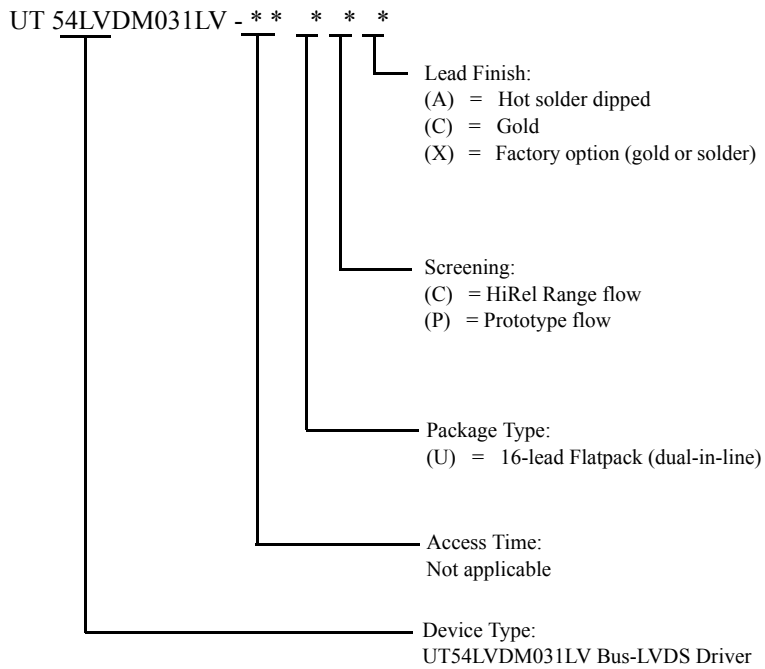 UT 54LVDM031LV - * * * * *
Lead Finish:
(A) = Hot solder dipped
(C) = Gold
(X) = Factory option (gold or solder)
Screening:
(C) = HiRel Range flow
(P) = Prototype flow
Package Type:
(U) = 16-lead Flatpack (dual-in-line)
Access Time:
Not applicable
Device Type:
UT54LVDM031LV Bus-LVDS Driver